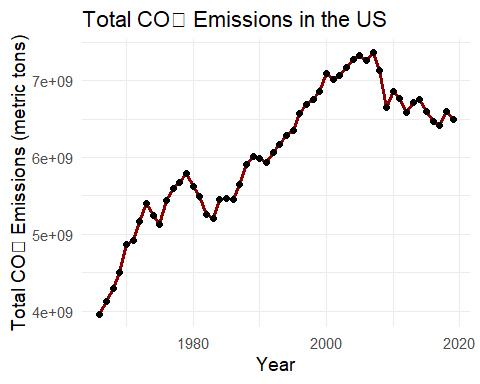 Total CO□ Emissions in the US
Total CO□ Emissions (metric tons)
7e+09
6e+09
5e+09
4e+09
1980
2000
2020
Year